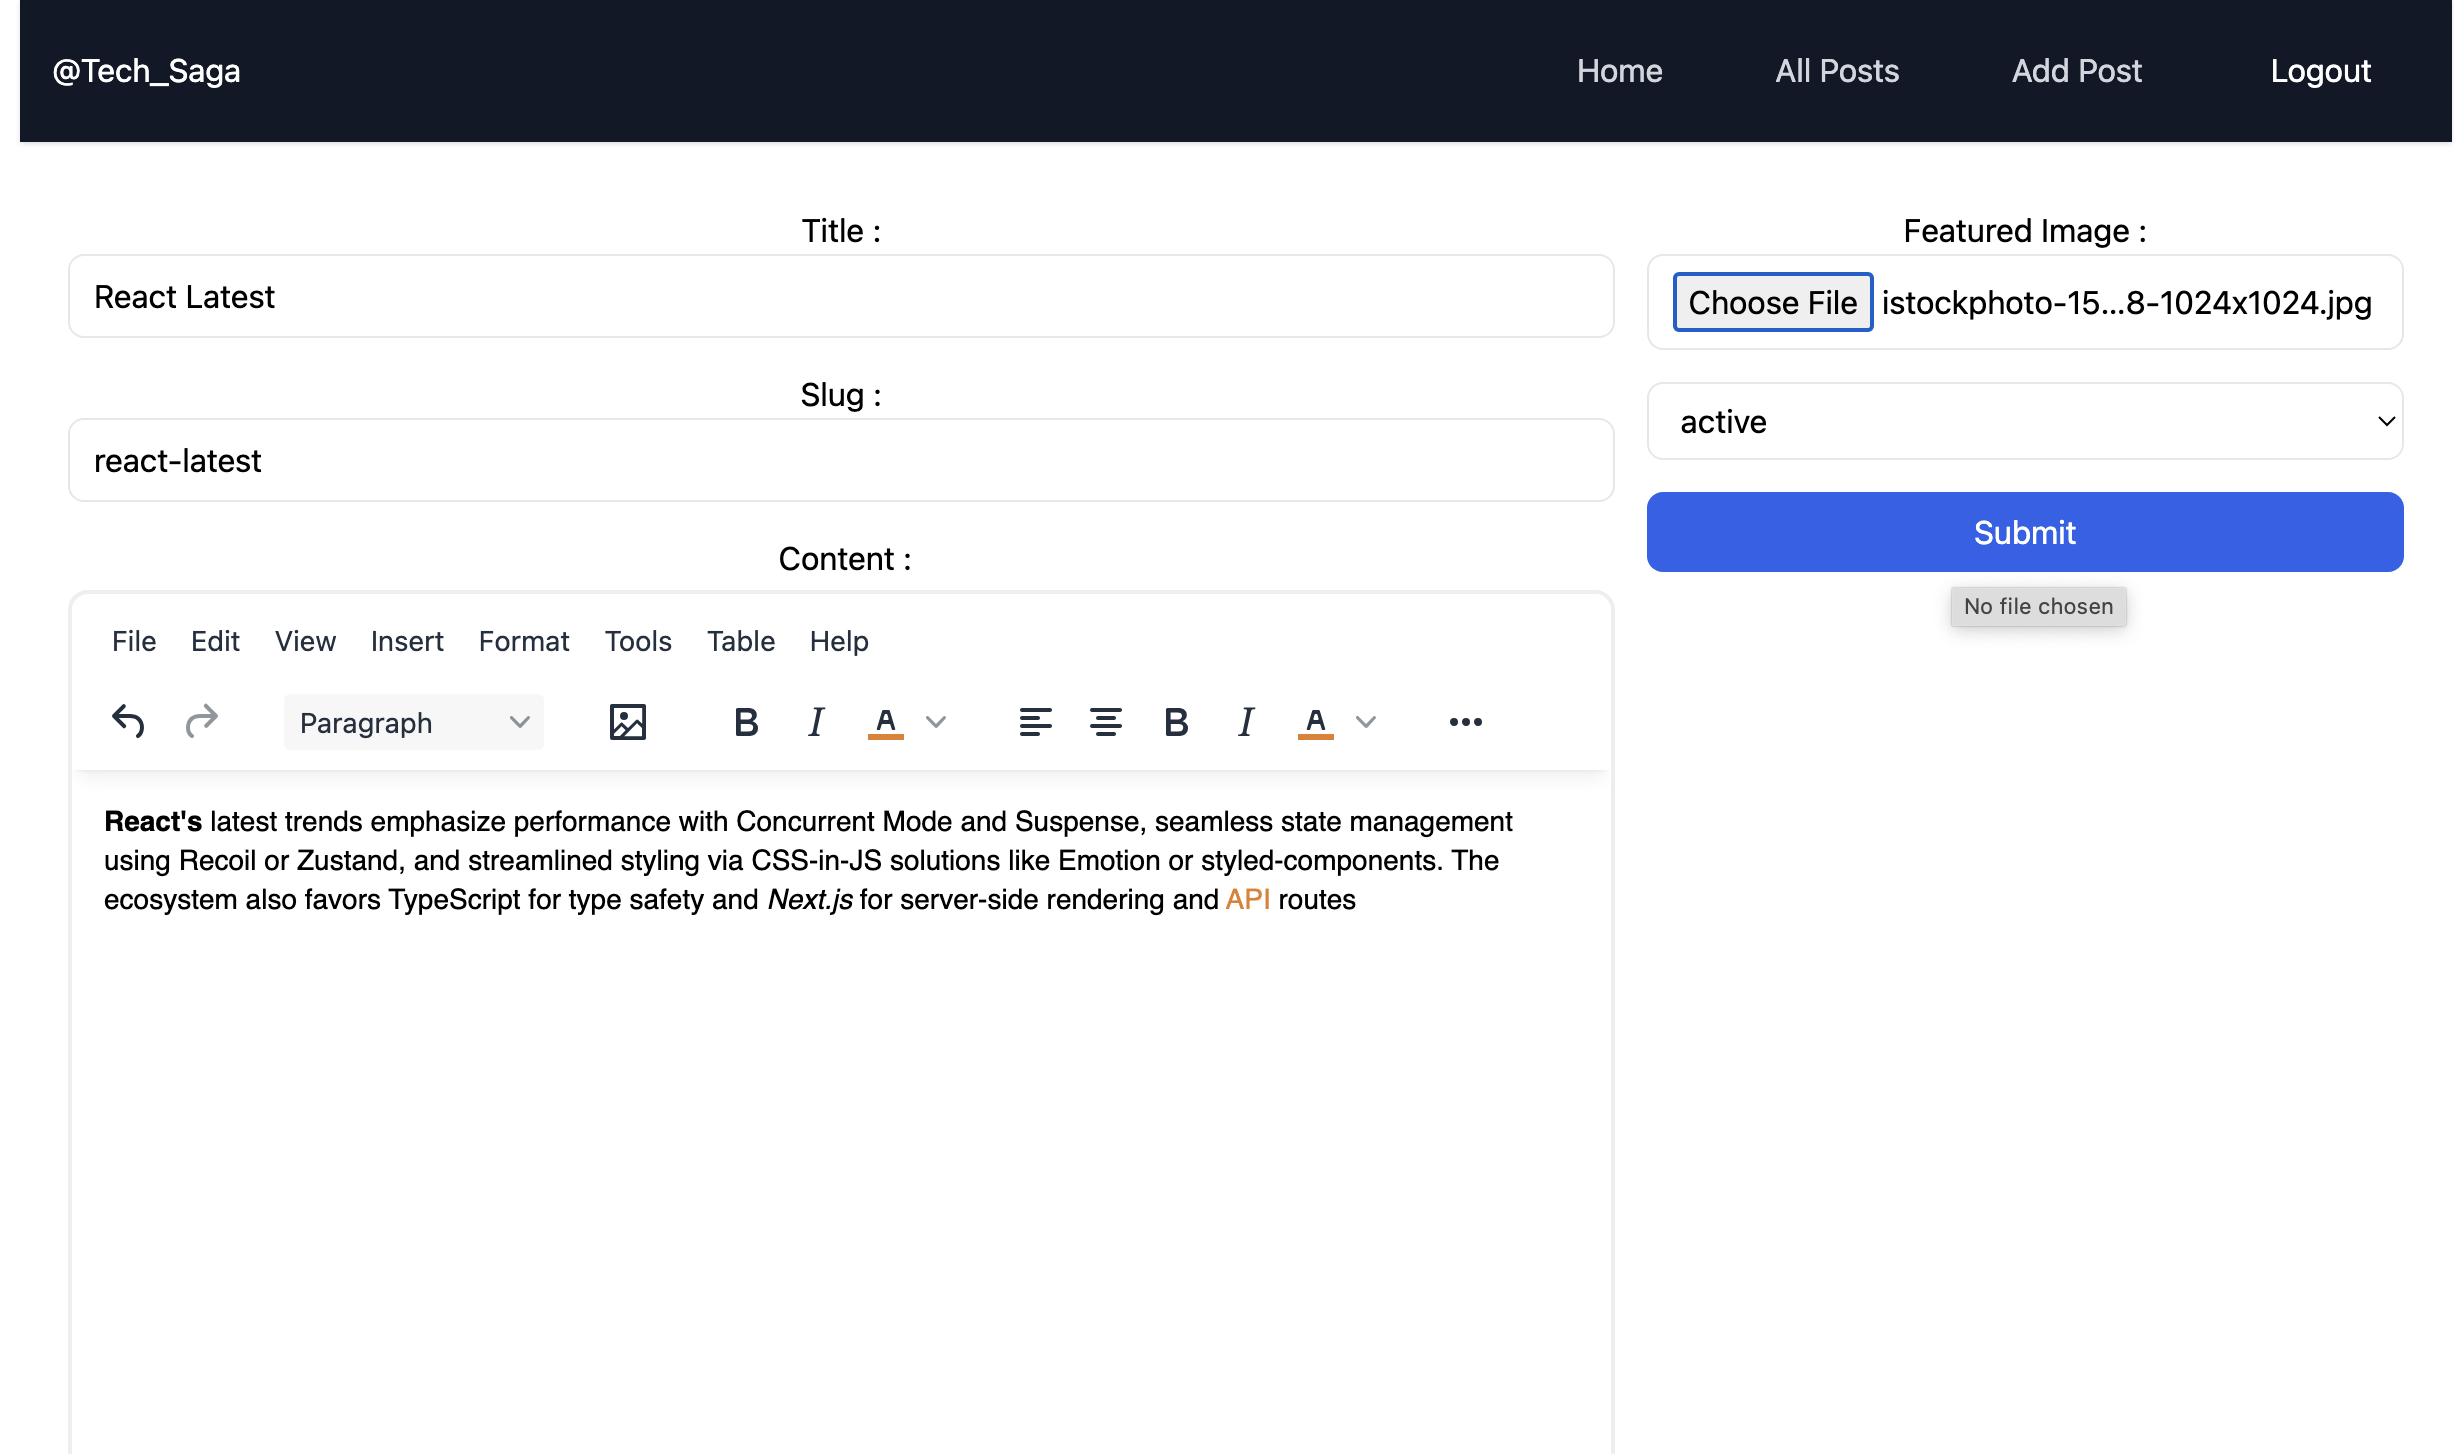 @Tech_Saga Home All Posts Add Post Logout
Title :
React Latest
Slug :
react-latest
Content :
File Edit View Insert Format Tools Table Help
Paragraph B I A B I A
React's latest trends emphasize performance with Concurrent Mode and Suspense, seamless state management
using Recoil or Zustand, and streamlined styling via CSS-in-JS solutions like Emotion or styled-components. The
ecosystem also favors TypeScript for type safety and Next.js for server-side rendering and API routes
Featured Image :
Choose File istockphoto-15...8-1024x1024.jpg
active
Submit
No file chosen